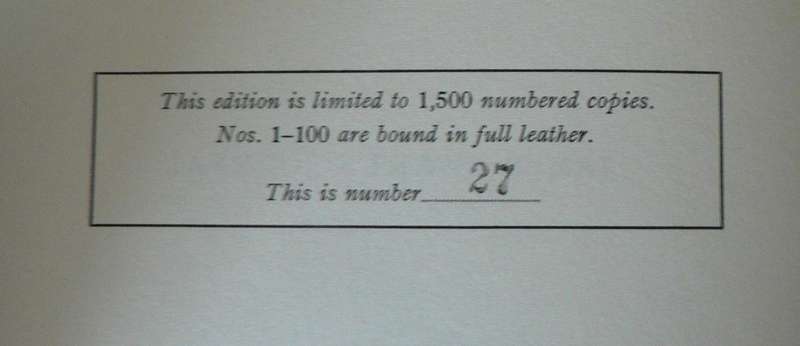 This edition is limited to 1,500 numbered copies.
Nos. 1–100 are bound in full leather.
This is number 27